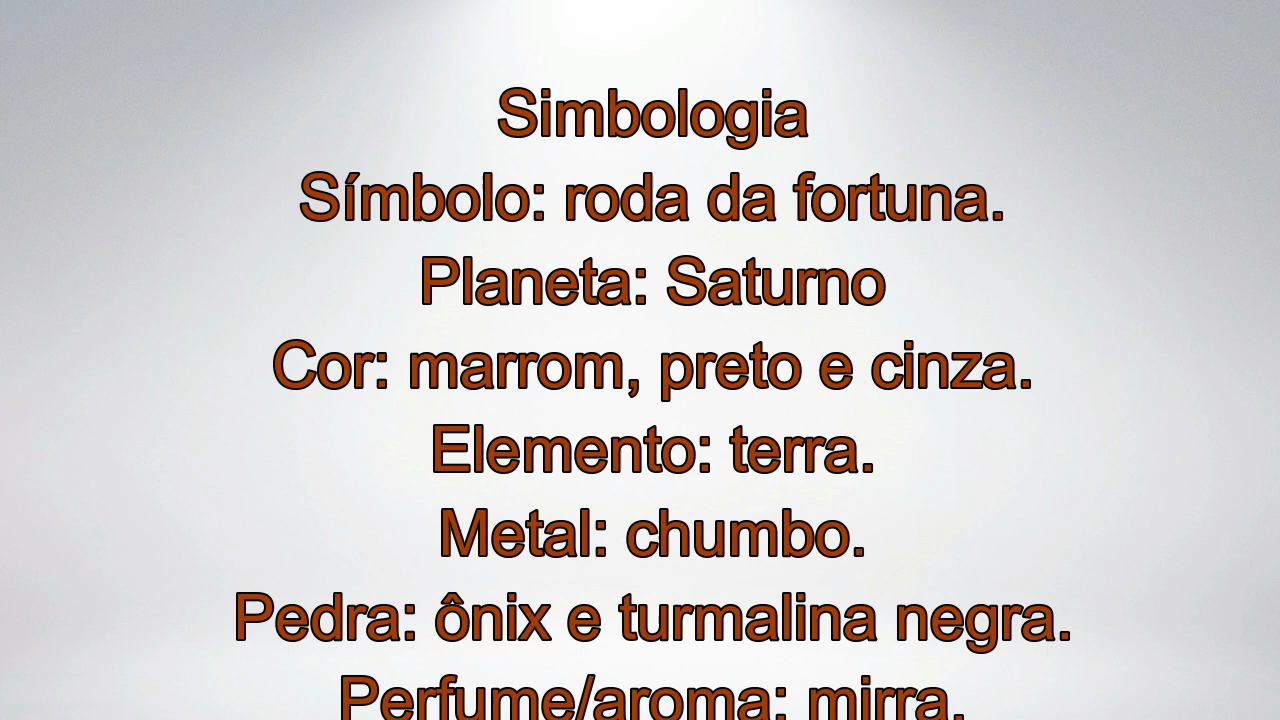 Simbologia
Símbolo: roda da fortuna.
Planeta: Saturno
Cor: marrom, preto e cinza.
Elemento: terra.
Metal: chumbo.
Pedra: ônix e turmalina negra.
Perfume/aroma: mirra.